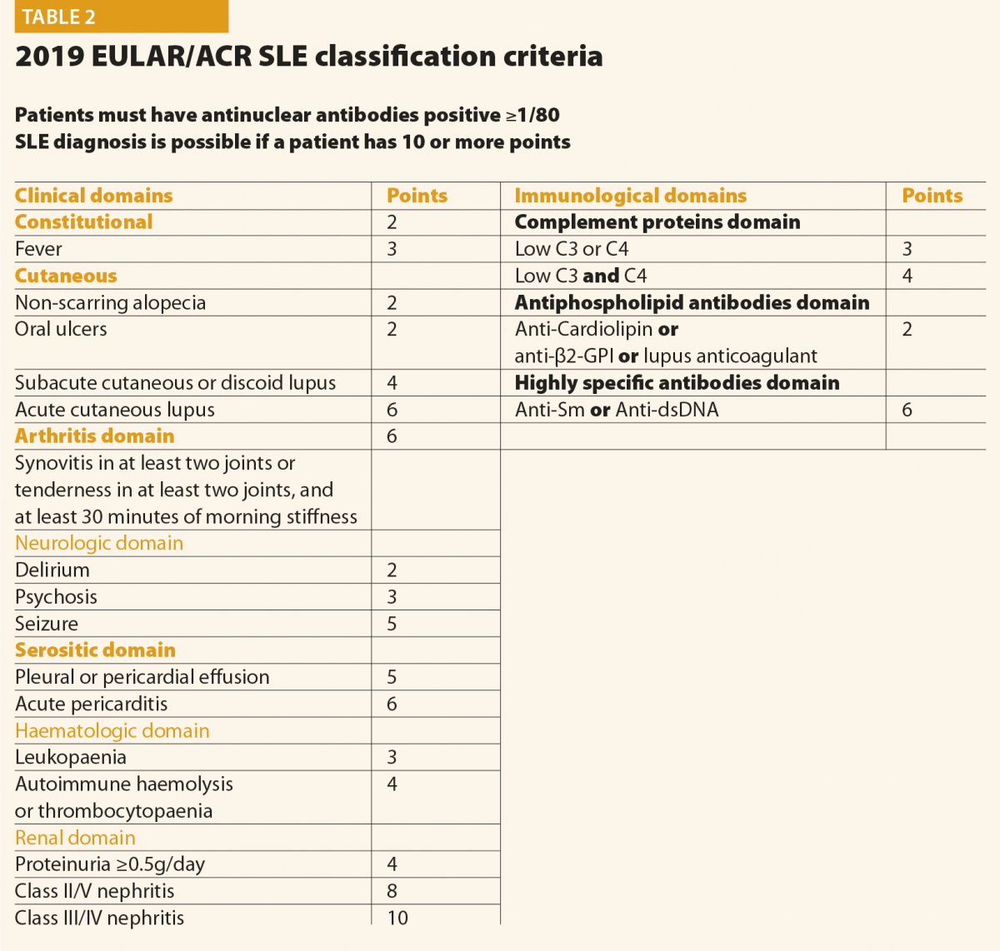 TABLE 2
2019 EULAR/ACR SLE classification criteria
Patients must have antinuclear antibodies positive ≥1/80
SLE diagnosis is possible if a patient has 10 or more points
Clinical domains Points Immunological domains Points
Constitutional 2 Complement proteins domain
Fever 3 Low C3 or C4 3
Cutaneous Low C3 and C4 4
Non-scarring alopecia 2 Antiphospholipid antibodies domain
Oral ulcers 2 Anti-Cardiolipin or 2
anti-β2-GPI or lupus anticoagulant
Subacute cutaneous or discoid lupus 4 Highly specific antibodies domain
Acute cutaneous lupus 6 Anti-Sm or Anti-dsDNA 6
Arthritis domain 6
Synovitis in at least two joints or
tenderness in at least two joints, and
at least 30 minutes of morning stiffness
Neurologic domain
Delirium 2
Psychosis 3
Seizure 5
Serositic domain
Pleural or pericardial effusion 5
Acute pericarditis 6
Haematologic domain
Leukopaenia 3
Autoimmune haemolysis 4
or thrombocytopaenia
Renal domain
Proteinuria ≥0.5g/day 4
Class II/V nephritis 8
Class III/IV nephritis 10